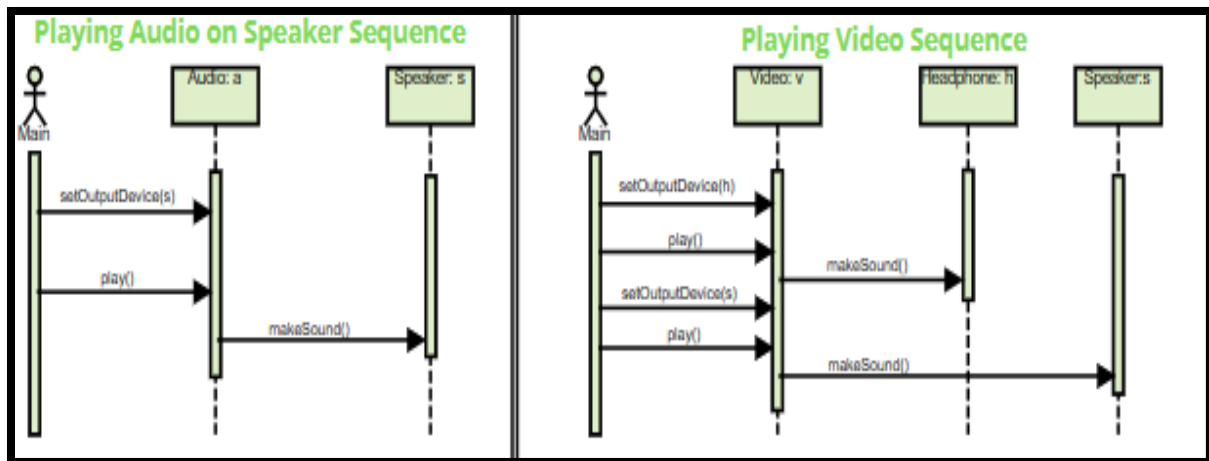 Playing Audio on Speaker Sequence
Audio: a
Speaker: s
Main
setOutputDevice(s)
play()
makeSound()
Playing Video Sequence
Video: v
Headphone: h
Speaker:s
Main
setOutputDevice(h)
play()
makeSound()
setOutputDevice(s)
play()
makeSound()